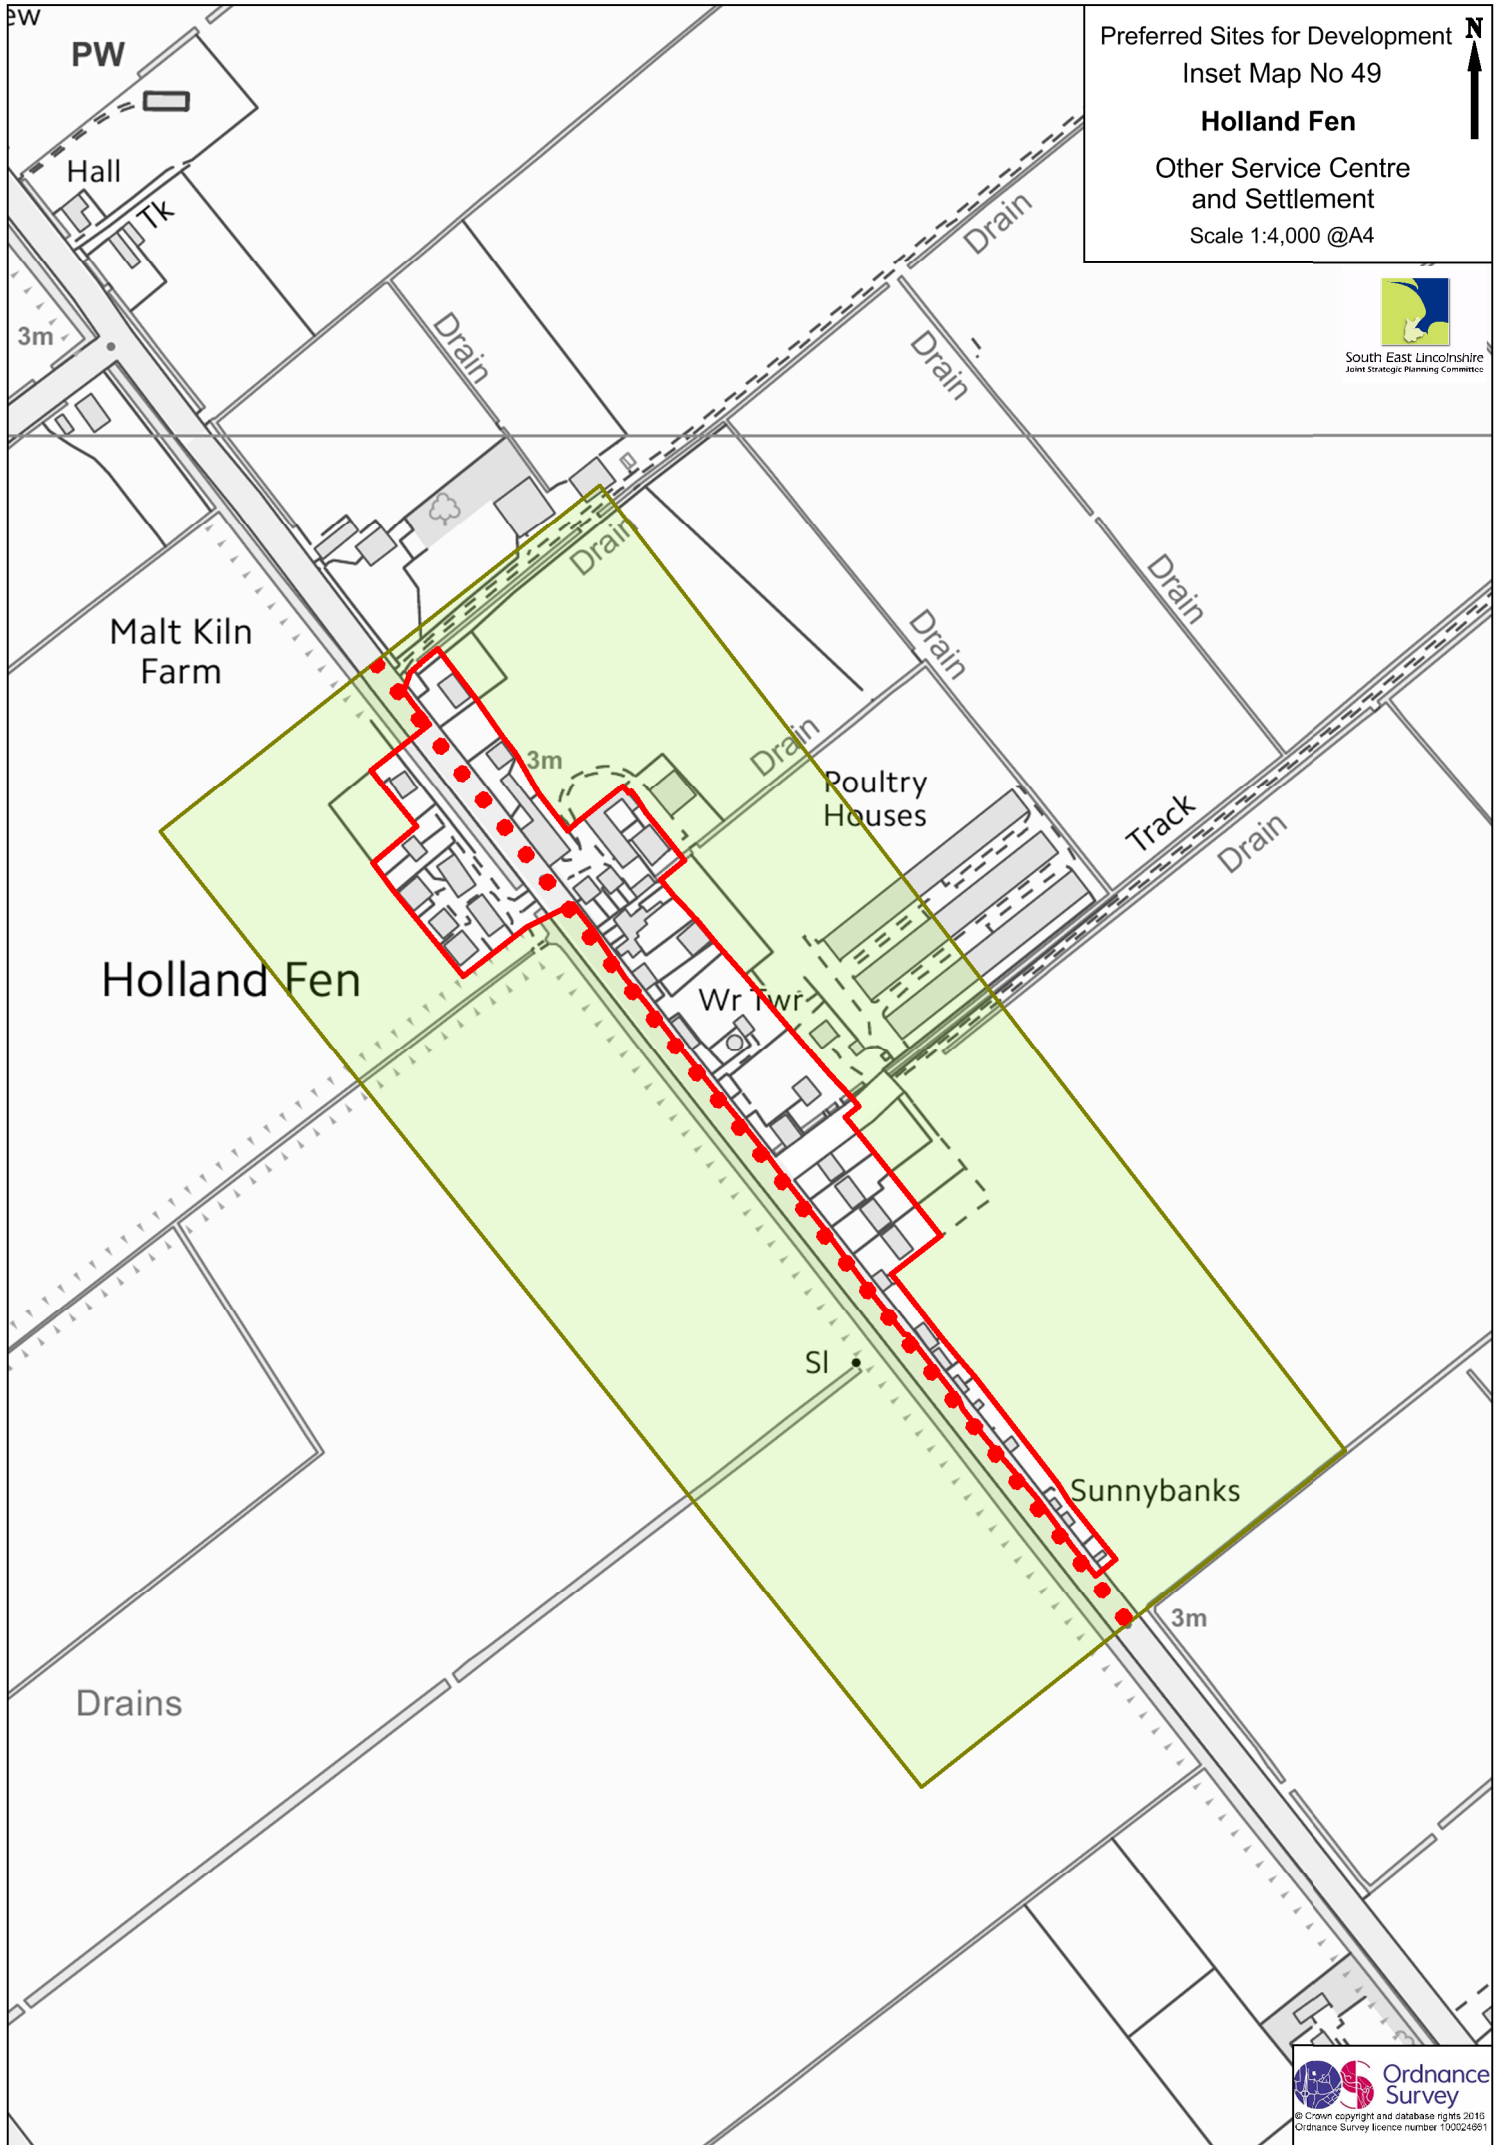 ew
PW
Preferred Sites for Development
N
Inset Map No 49
Holland Fen
Other Service Centre
and Settlement
Scale 1:4,000 @A4
Hall
Tk
Drain
3m
Drain
Drain
South East Lincolnshire
Joint Strategic Planning Committee
Drain
Drain
Malt Kiln
Farm
Drain
Drain
3m
Poultry
Houses
Track
Drain
Holland Fen
Wr Twr
Sl
Sunnybanks
3m
Drains
Ordnance
Survey
© Crown copyright and database rights 2016
Ordnance Survey licence number 100024661